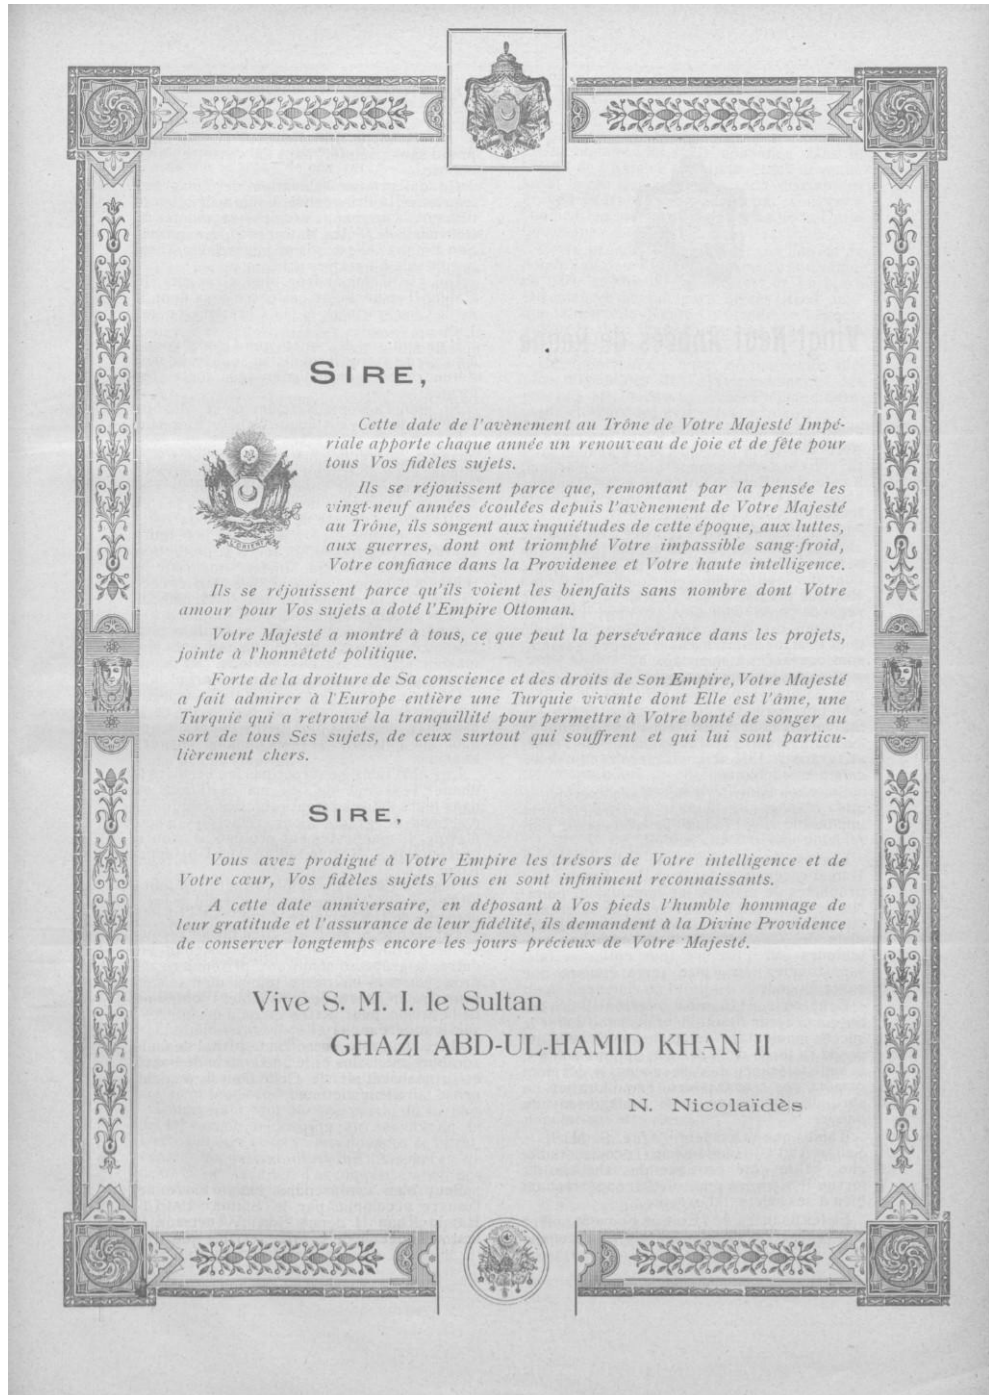 SIRE,
Cette date de l'avènement au Trône de Votre Majesté Impé-
riale apporte chaque année un renouveau de joie et de fête pour
tous Vos fidèles sujets.
Ils se réjouissent parce que, remontant par la pensée les
vingt-neuf années écoulées depuis l'avènement de Votre Majesté
au Trône, ils songent aux inquiétudes de cette époque, aux luttes,
aux guerres, dont ont triomphé Votre impassible sang-froid,
Votre confiance dans la Providenee et Votre haute intelligence.
L'ORIENT
Ils se réjouissent parce qu'ils voient les bienfaits sans nombre dont Votre
amour pour Vos sujets a doté l'Empire Ottoman.
Votre Majesté a montré à tous, ce que peut la persévérance dans les projets,
jointe à l'honnêteté politique.
Forte de la droiture de Sa conscience et des droits de Son Empire, Votre Majesté
a fait admirer à l'Europe entière une Turquie vivante dont Elle est l'âme, une
Turquie qui a retrouvé la tranquillité pour permettre à Votre bonté de songer au
sort de tous Ses sujets, de ceux surtout qui souffrent et qui lui sont particu-
lièrement chers.
SIRE,
Vous avez prodigué à Votre Empire les trésors de Votre intelligence et de
Votre cœur, Vos fidèles sujets Vous en sont infiniment reconnaissants.
A cette date anniversaire, en déposant à Vos pieds l'humble hommage de
leur gratitude et l'assurance de leur fidélité, ils demandent à la Divine Providence
de conserver longtemps encore les jours précieux de Votre Majesté.
Vive S. M. I. le Sultan
GHAZI ABD-UL-HAMID KHAN II
N. Nicolaïdès